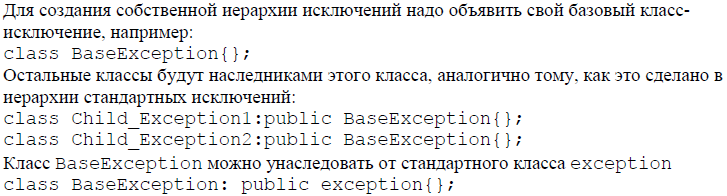 Для создания собственной иерархии исключений надо объявить свой базовый класс-
исключение, например:
class BaseException{};
Остальные классы будут наследниками этого класса, аналогично тому, как это сделано в
иерархии стандартных исключений:
class Child_Exception1:public BaseException{};
class Child_Exception2:public BaseException{};
Класс BaseException можно унаследовать от стандартного класса exception
class BaseException: public exception{};